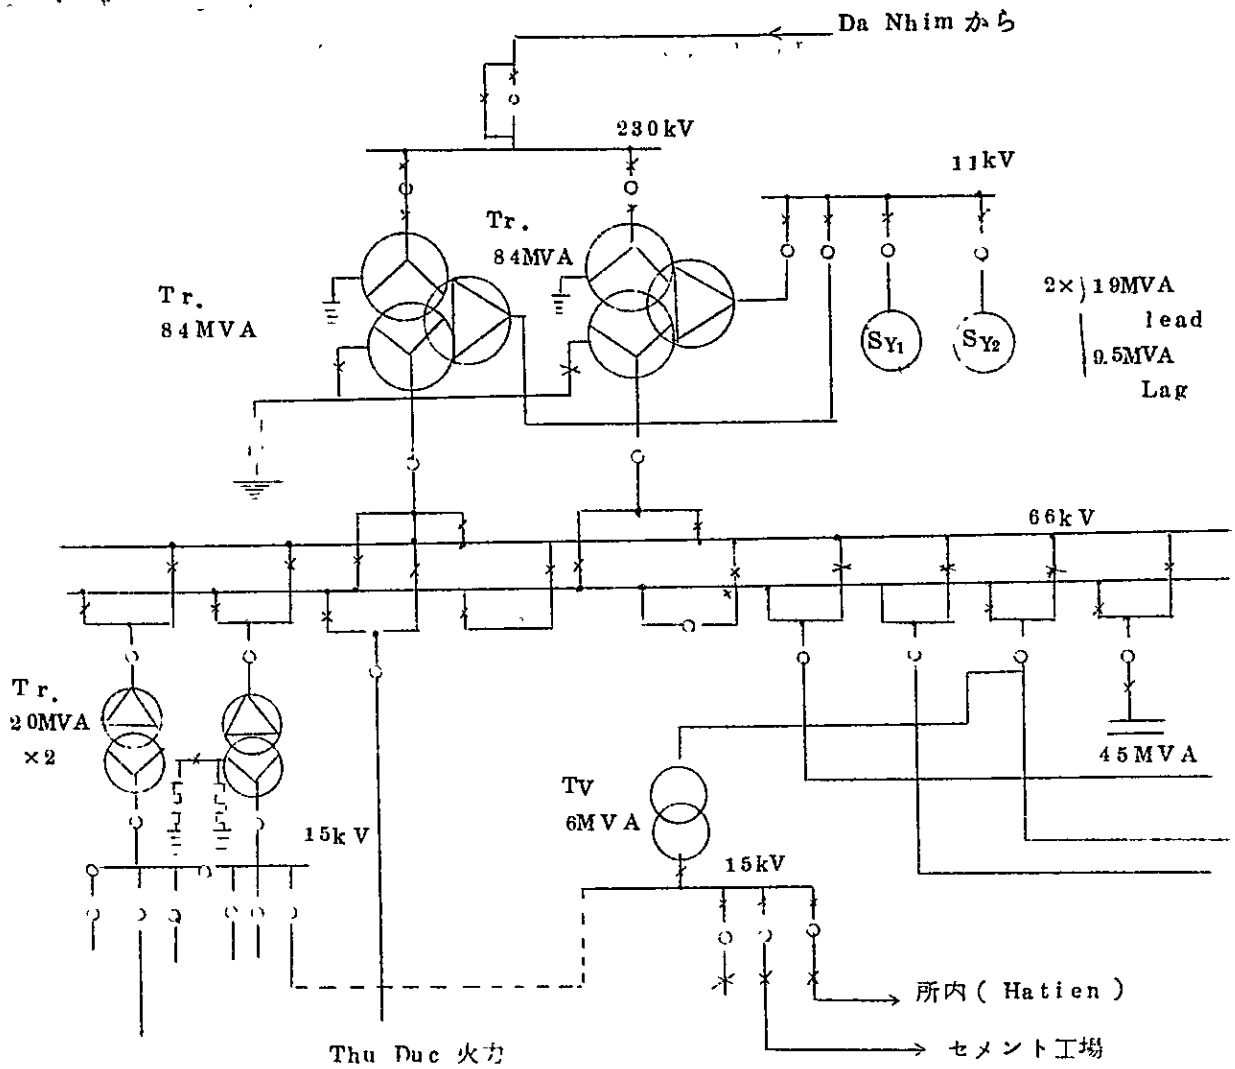 Da Nhim から
230kV
11kV
Tr.
84MVA
Tr.
84MVA
2× 19MVA
lead
9.5MVA
Lag
SY1
SY2
66kV
Tr.
20MVA
×2
45MVA
TV
6MVA
15kV
15kV
所内 ( Hatien )
Thu Duc 火力
セメント工場